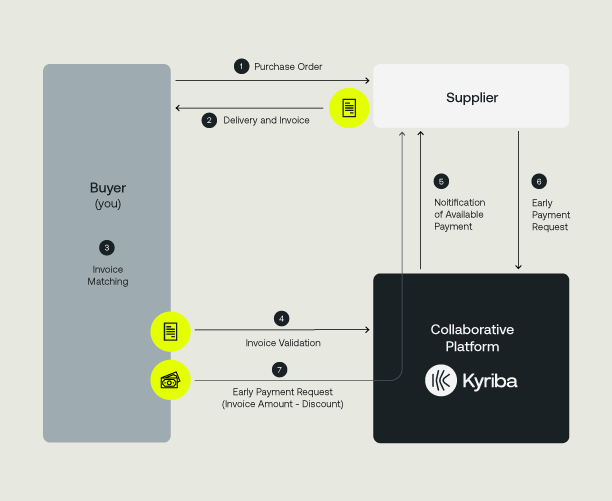 1 Purchase Order
2 Delivery and Invoice
Supplier
Buyer
(you)
3
Invoice
Matching
5
Noitification
of Available
Payment
6
Early
Payment
Request
4
Invoice Validation
7
Early Payment Request
(Invoice Amount - Discount)
Collaborative
Platform
Kyriba